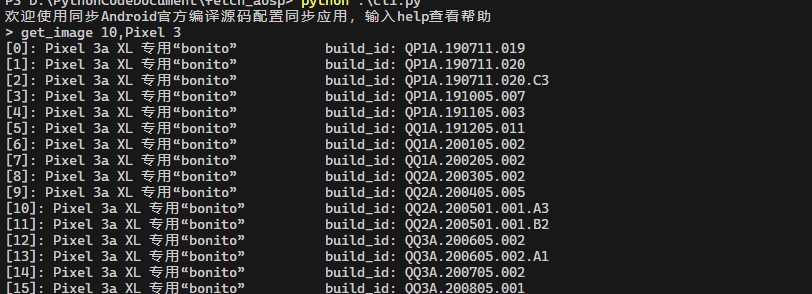 PS D:\PythonCodeDocument\fetch_aosp> python .\cli.py
欢迎使用同步Android官方编译源码配置同步应用，输入help查看帮助
> get_image 10,Pixel 3
[0]: Pixel 3a XL 专用“bonito” build_id: QP1A.190711.019
[1]: Pixel 3a XL 专用“bonito” build_id: QP1A.190711.020
[2]: Pixel 3a XL 专用“bonito” build_id: QP1A.190711.020.C3
[3]: Pixel 3a XL 专用“bonito” build_id: QP1A.191005.007
[4]: Pixel 3a XL 专用“bonito” build_id: QP1A.191105.003
[5]: Pixel 3a XL 专用“bonito” build_id: QQ1A.191205.011
[6]: Pixel 3a XL 专用“bonito” build_id: QQ1A.200105.002
[7]: Pixel 3a XL 专用“bonito” build_id: QQ1A.200205.002
[8]: Pixel 3a XL 专用“bonito” build_id: QQ2A.200305.002
[9]: Pixel 3a XL 专用“bonito” build_id: QQ2A.200405.005
[10]: Pixel 3a XL 专用“bonito” build_id: QQ2A.200501.001.A3
[11]: Pixel 3a XL 专用“bonito” build_id: QQ2A.200501.001.B2
[12]: Pixel 3a XL 专用“bonito” build_id: QQ3A.200605.002
[13]: Pixel 3a XL 专用“bonito” build_id: QQ3A.200605.002.A1
[14]: Pixel 3a XL 专用“bonito” build_id: QQ3A.200705.002
[15]: Pixel 3a XL 专用“bonito” build_id: QQ3A.200805.001